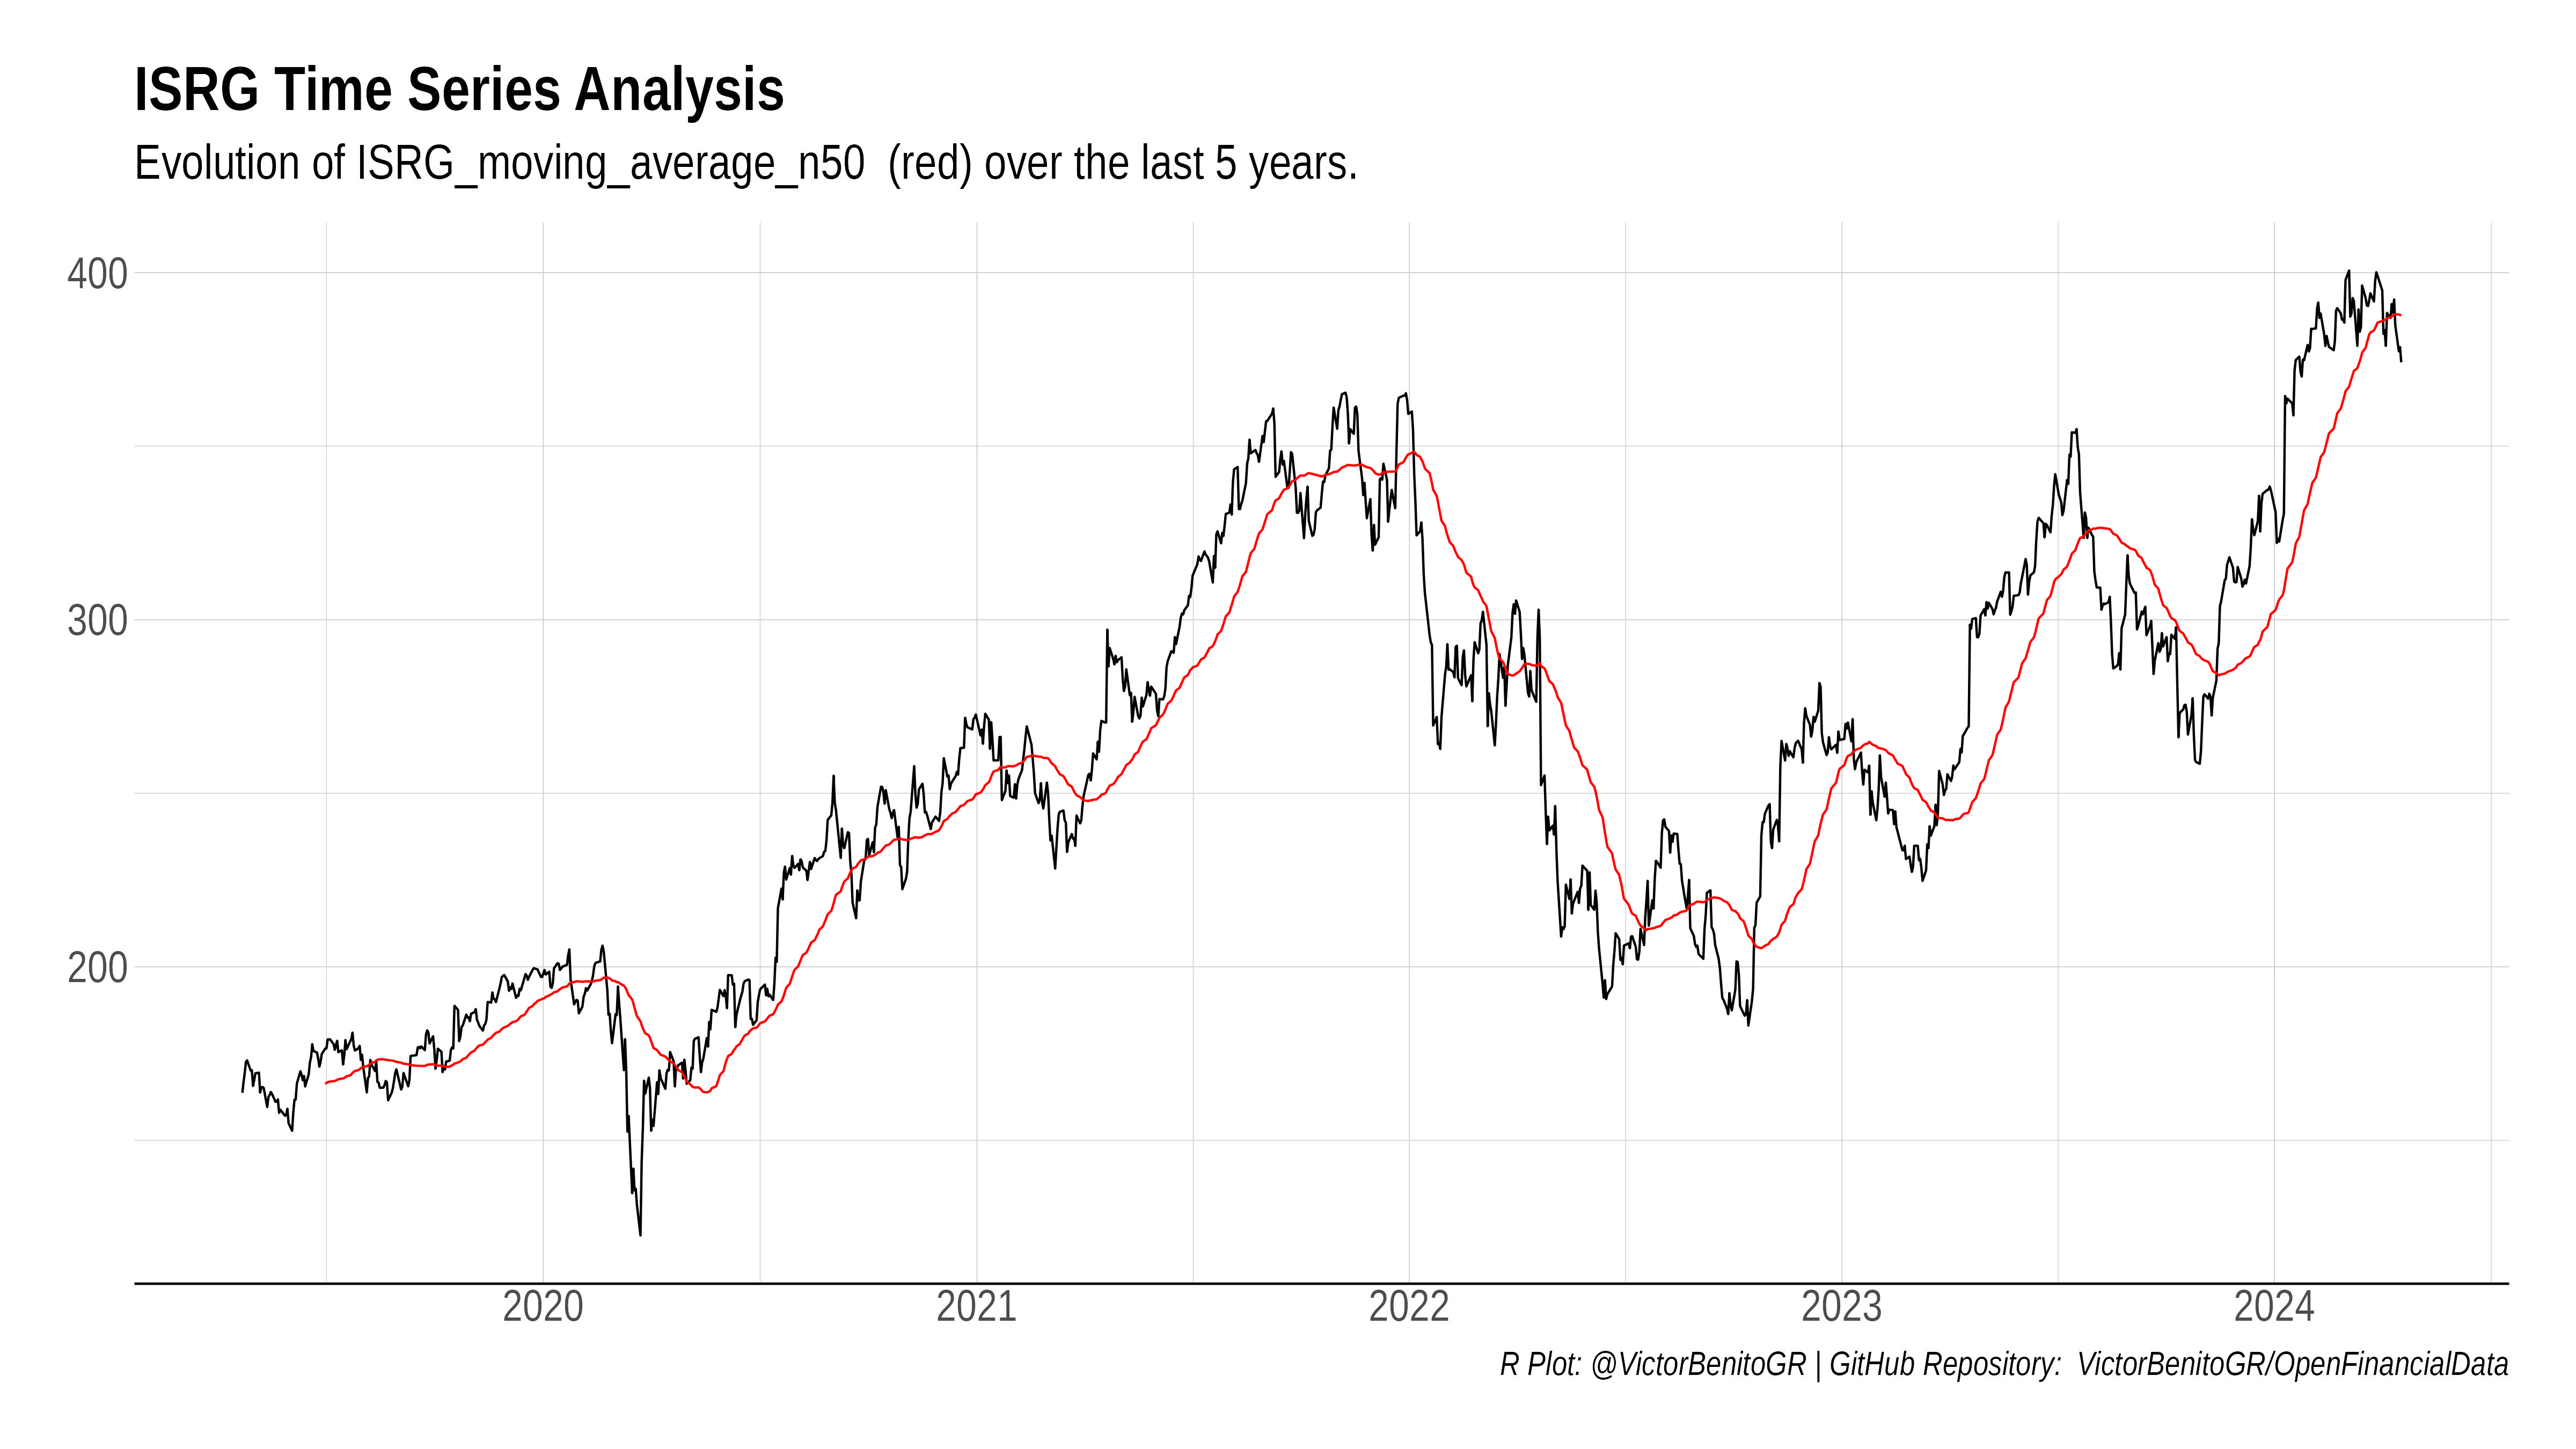 ISRG Time Series Analysis
Evolution of ISRG_moving_average_n50  (red) over the last 5 years.
400
300
200
2020 2021 2022 2023 2024
R Plot: @VictorBenitoGR | GitHub Repository:  VictorBenitoGR/OpenFinancialData